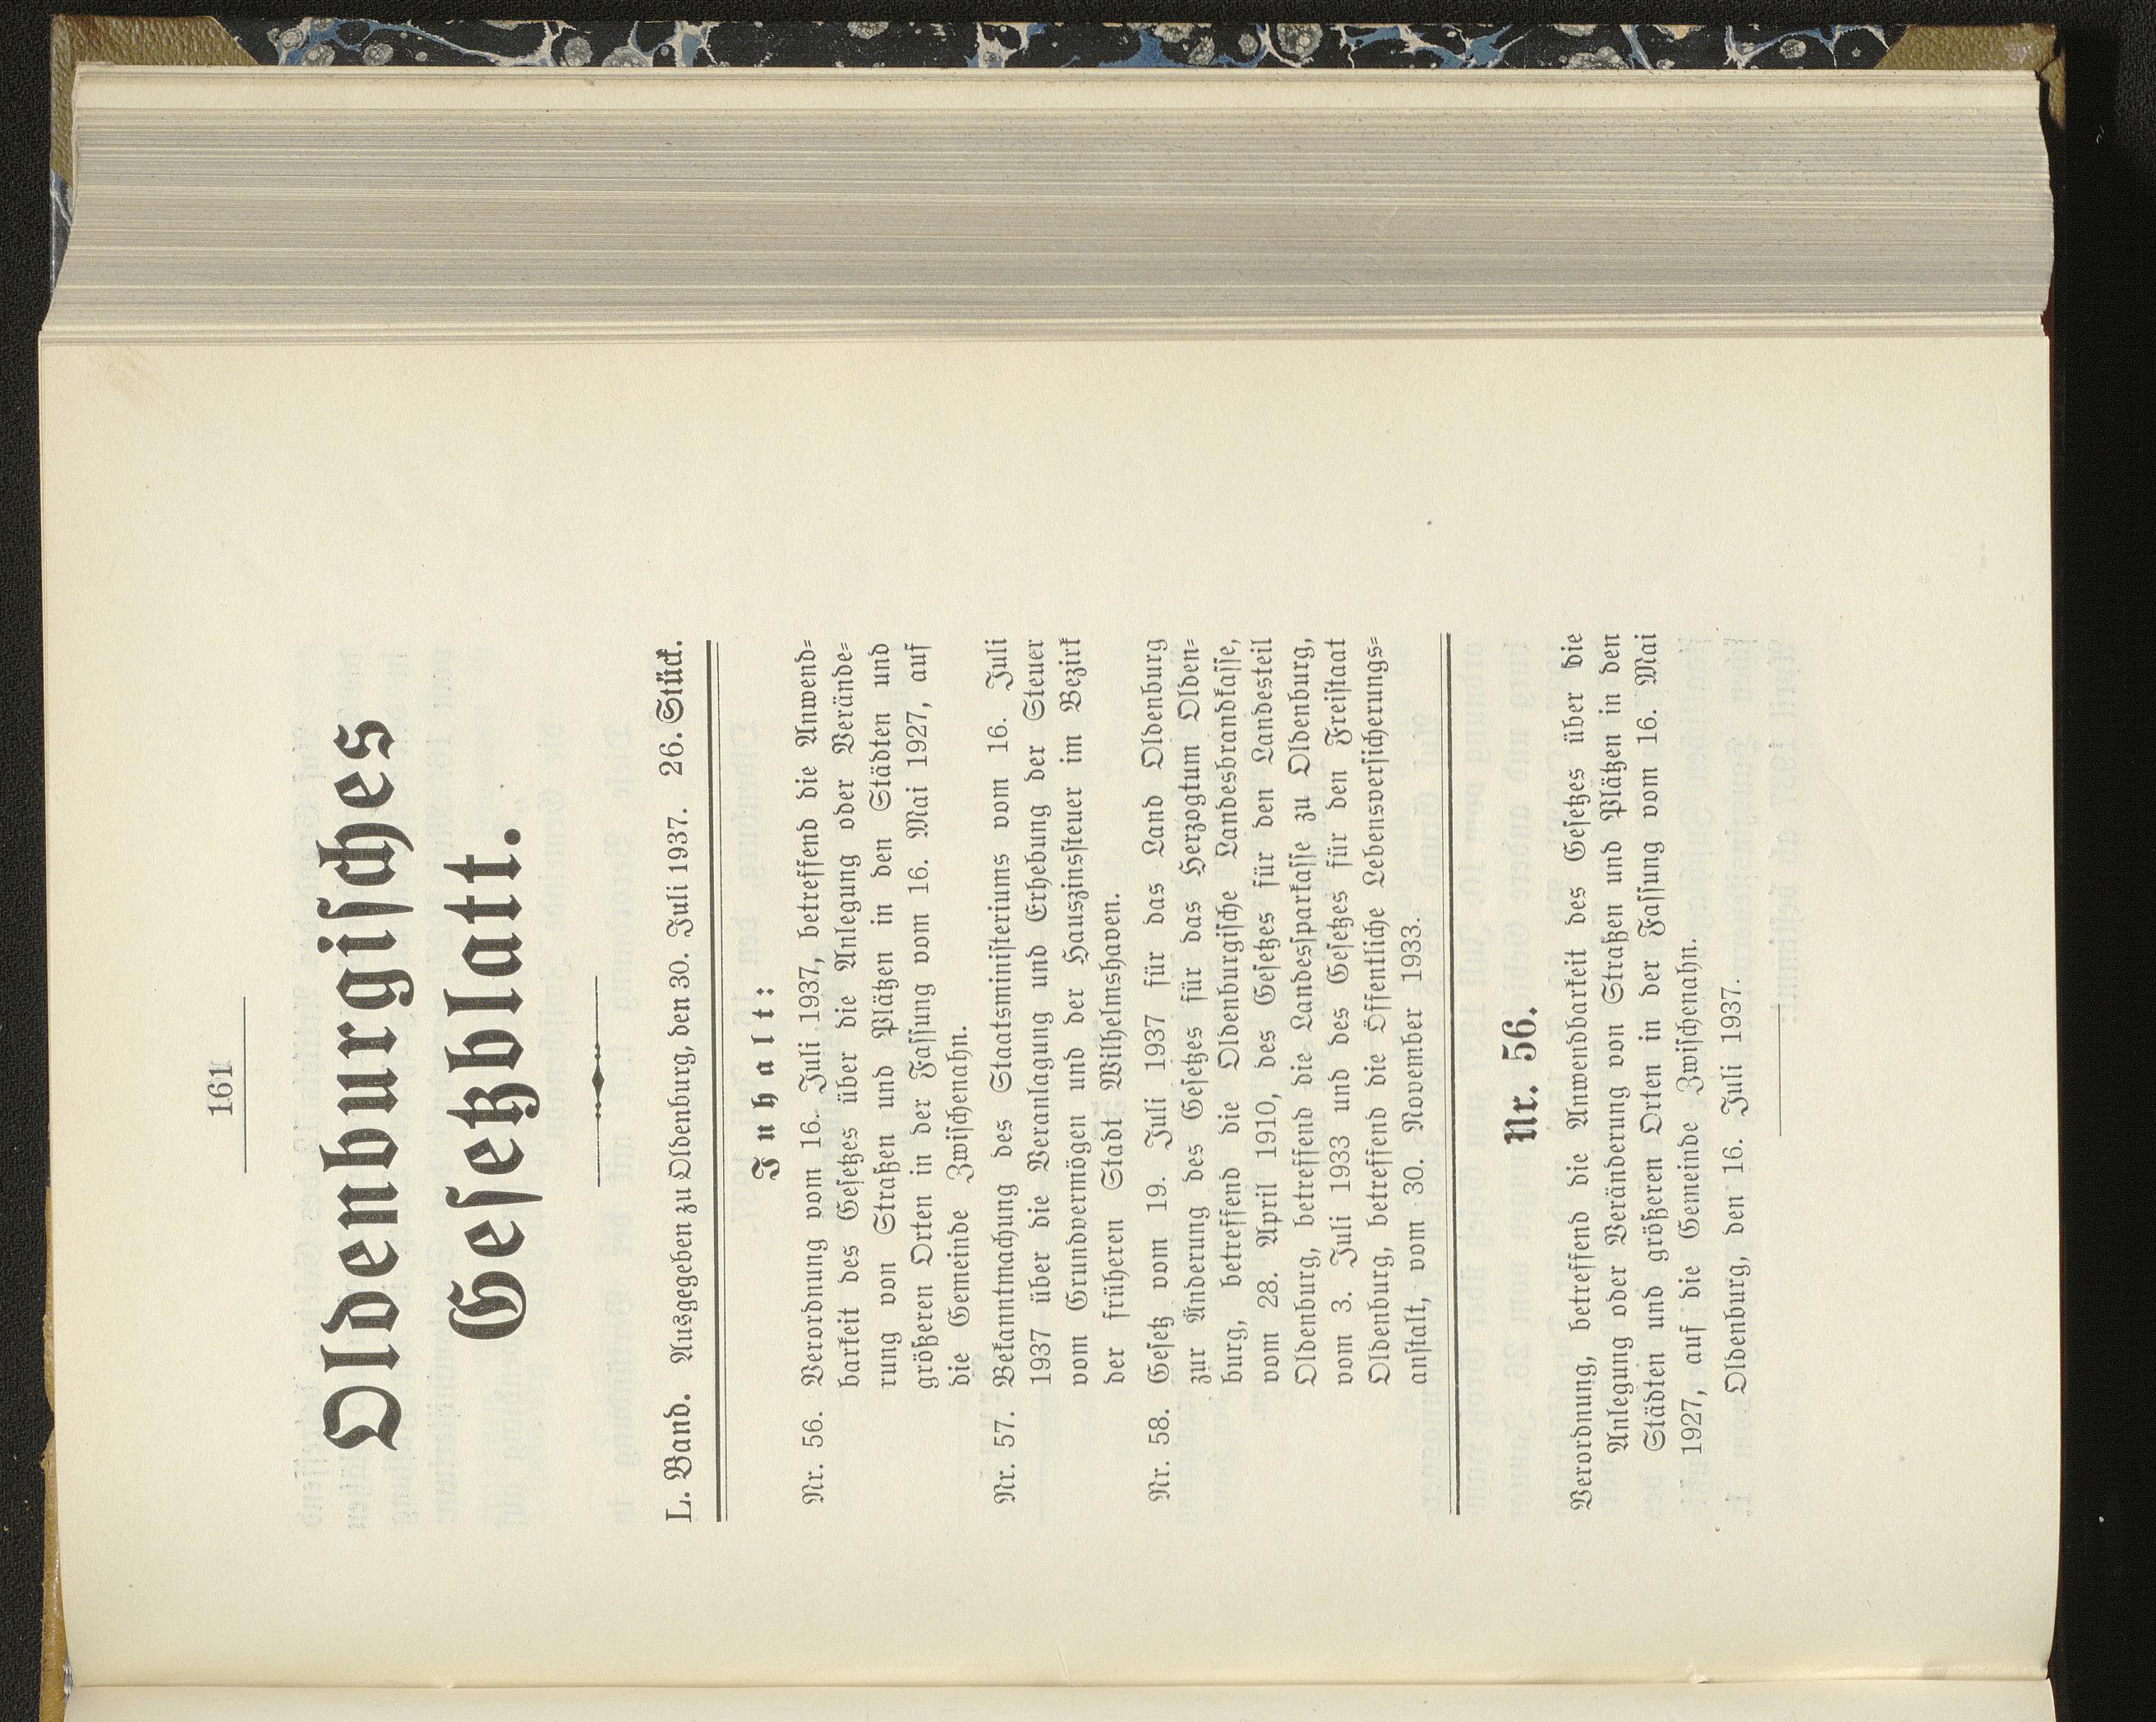 161
Oldenburgisches
Gesetzblatt.
L. Band. Ausgegeben zu Oldenburg, den 30. Juli 1937. 26. Stück.
Inhalt:
Nr. 56. Verordnung vom 16. Juli 1937, betreffend die Anwend-
barkeit des Gesetzes über die Anlegung oder Verände-
rung von Straßen und Plätzen in den Städten und
größeren Orten in der Fassung vom 16. Mai 1927, auf
die Gemeinde Zwischenahn.
Nr. 57. Bekanntmachung des Staatsministeriums vom 16. Juli
1937 über die Veranlagung und Erhebung der Steuer
vom Grundvermögen und der Hauszinssteuer im Bezirk
der früheren Stadt Wilhelmshaven.
Nr. 58. Gesetz vom 19. Juli 1937 für das Land Oldenburg
zur Änderung des Gesetzes für das Herzogtum Olden-
burg, betreffend die Oldenburgische Landesbrandkasse,
vom 28. April 1910, des Gesetzes für den Landesteil
Oldenburg, betreffend die Landessparkasse zu Oldenburg,
vom 3. Juli 1933 und des Gesetzes für den Freistaat
Oldenburg, betreffend die Öffentliche Lebensversicherungs-
anstalt, vom 30. November 1933.
Nr. 56.
Verordnung, betreffend die Anwendbarkeit des Gesetzes über die
Anlegung oder Veränderung von Straßen und Plätzen in den
Städten und größeren Orten in der Fassung vom 16. Mai
1927, auf die Gemeinde Zwischenahn.
Oldenburg, den 16. Juli 1937.